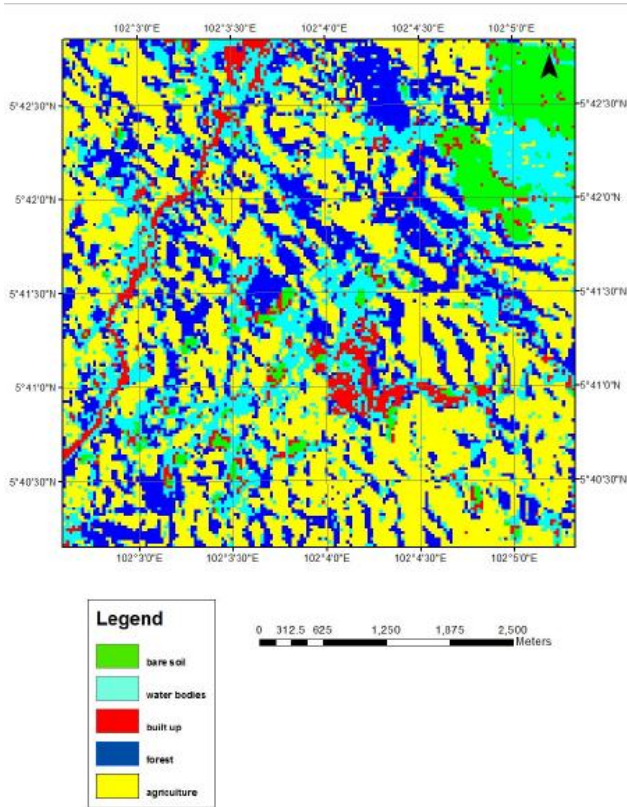 102°3'0"E 102°3'30"E 102°4'0"E 102°4'30"E 102°5'0"E
5°42'30"N 5°42'30"N
5°42'0"N 5°42'0"N
5°41'30"N 5°41'30"N
5°41'0"N 5°41'0"N
5°40'30"N 5°40'30"N
102°3'0"E 102°3'30"E 102°4'0"E 102°4'30"E 102°5'0"E
Legend
bare soil
water bodies
built up
forest
agriculture
0 312.5 625 1,250 1,875 2,500
Meters